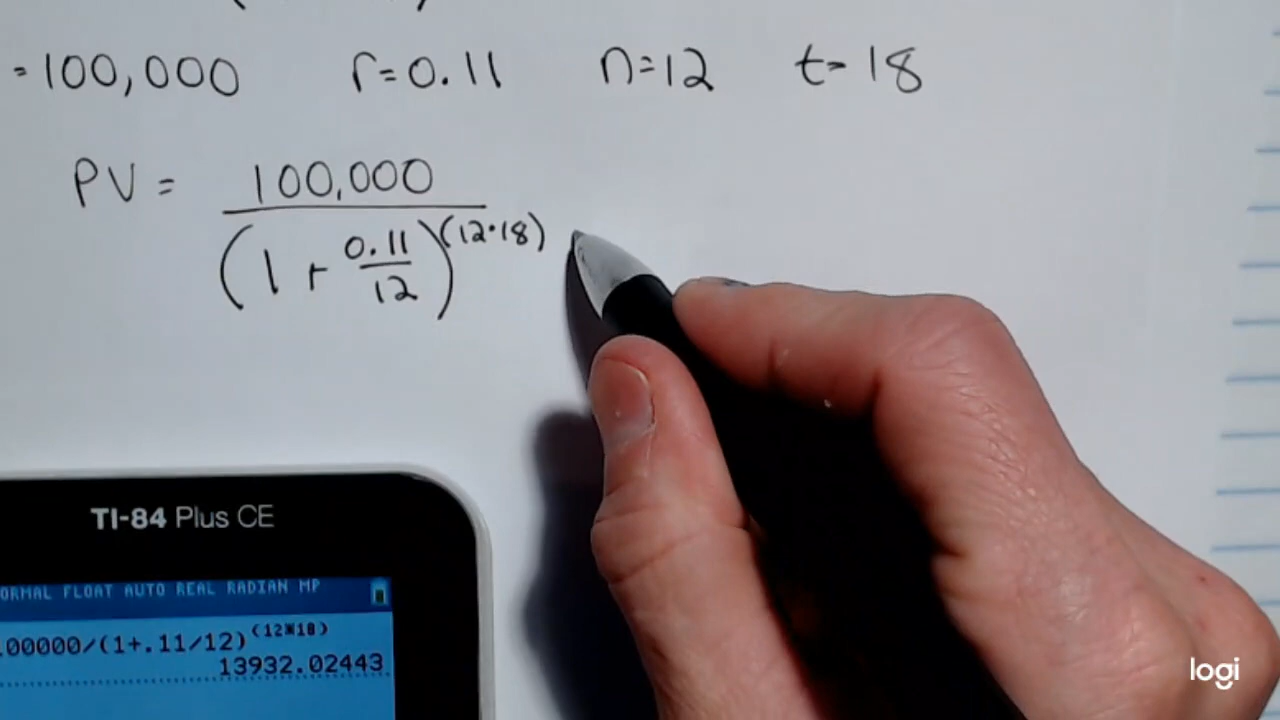 = 100,000 r = 0.11 n = 12 t = 18
PV = 100,000
(1 + 0.11/12)^(12·18)
TI-84 Plus CE
ORMAL FLOAT AUTO REAL RADIAN MP
00000/(1+.11/12)^(12*18)
13932.02443
logi